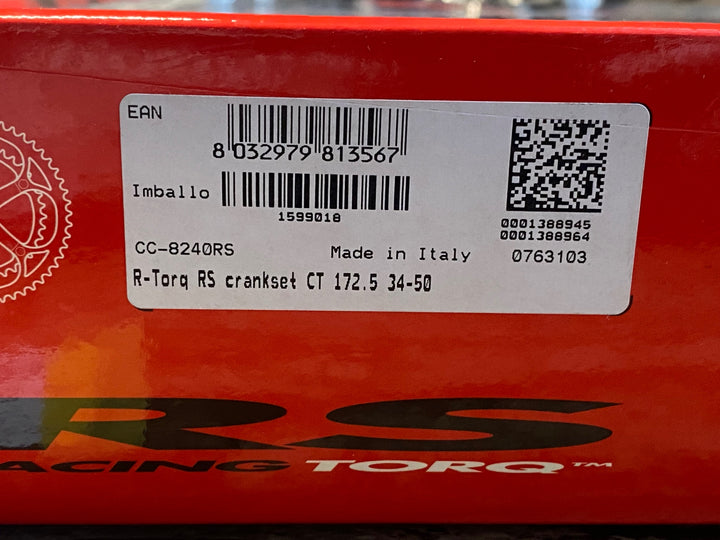 EAN
8 032979 813567
Imballo
1599018
0001388945
0001388964
CC-8240RS
Made in Italy
0763103
R-Torq RS crankset CT 172.5 34-50
RS
ACING TORQ™